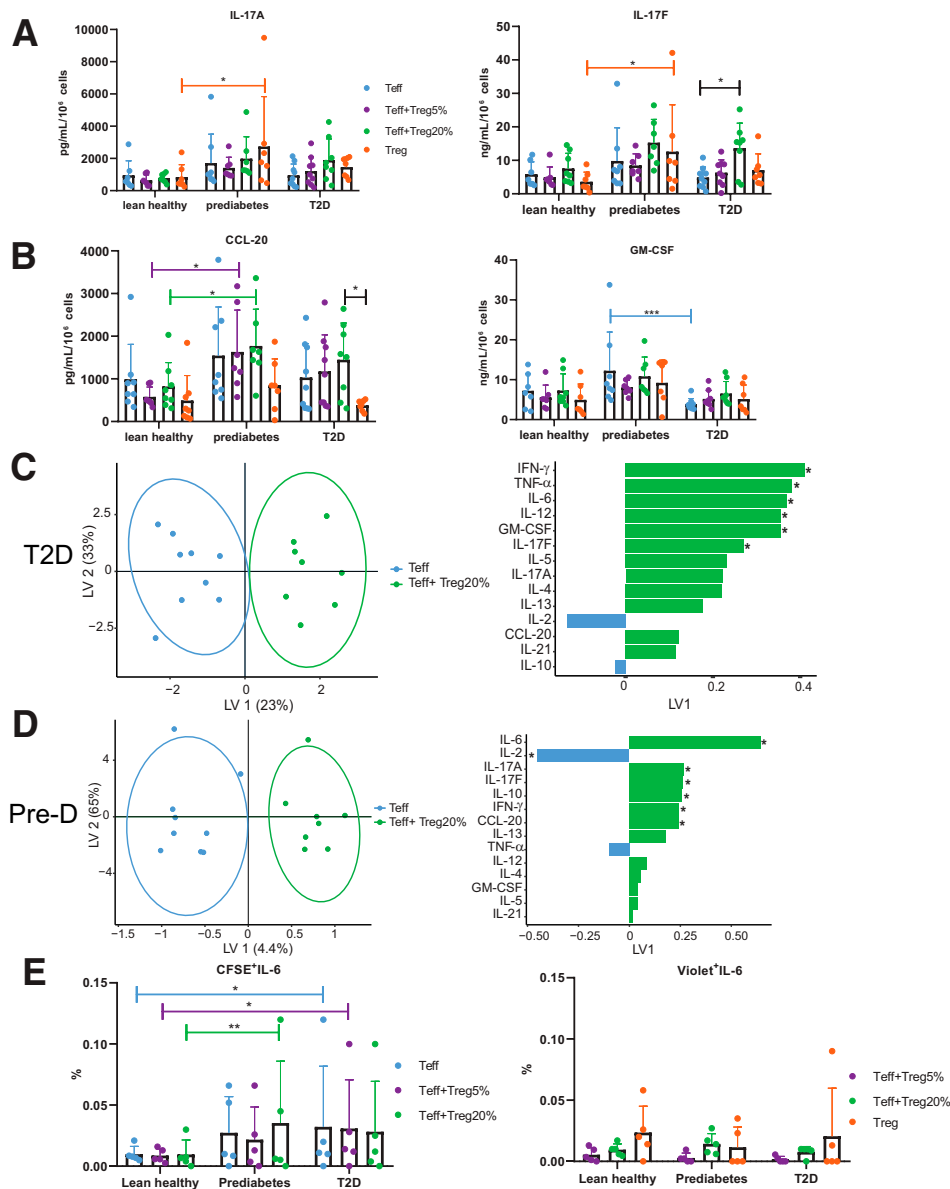 A
IL-17A
pg/mL/10⁶ cells
10000
8000
6000
4000
2000
0
*
lean healthy
prediabetes
T2D
Teff
Teff+Treg5%
Teff+Treg20%
Treg
IL-17F
ng/mL/10⁶ cells
50
40
30
20
10
0
*
*
lean healthy
prediabetes
T2D
B
CCL-20
pg/mL/10⁶ cells
4000
3000
2000
1000
0
*
*
*
lean healthy
prediabetes
T2D
GM-CSF
ng/mL/10⁶ cells
40
30
20
10
0
***
lean healthy
prediabetes
T2D
C
T2D
LV 2 (33%)
2.5
0
−2.5
−2
0
2
LV 1 (23%)
Teff
Teff+ Treg20%
IFN-γ *
TNF-α *
IL-6 *
IL-12 *
GM-CSF *
IL-17F *
IL-5
IL-17A
IL-4
IL-13
IL-2
CCL-20
IL-21
IL-10
0
0.2
0.4
LV1
D
Pre-D
LV 2 (65%)
4
0
−4
−1.5
−1.0
−0.5
0
0.5
1
LV 1 (4.4%)
Teff
Teff+ Treg20%
IL-6 *
IL-2 *
IL-17A *
IL-17F *
IL-10 *
IFN-γ *
CCL-20 *
IL-13
TNF-α
IL-12
IL-4
GM-CSF
IL-5
IL-21
−0.50
−0.25
0
0.25
0.50
LV1
E
CFSE⁺IL-6
%
0.15
0.10
0.05
0.00
*
*
**
Lean healthy
Prediabetes
T2D
Teff
Teff+Treg5%
Teff+Treg20%
Violet⁺IL-6
%
0.15
0.10
0.05
0.00
Lean healthy
Prediabetes
T2D
Teff+Treg5%
Teff+Treg20%
Treg